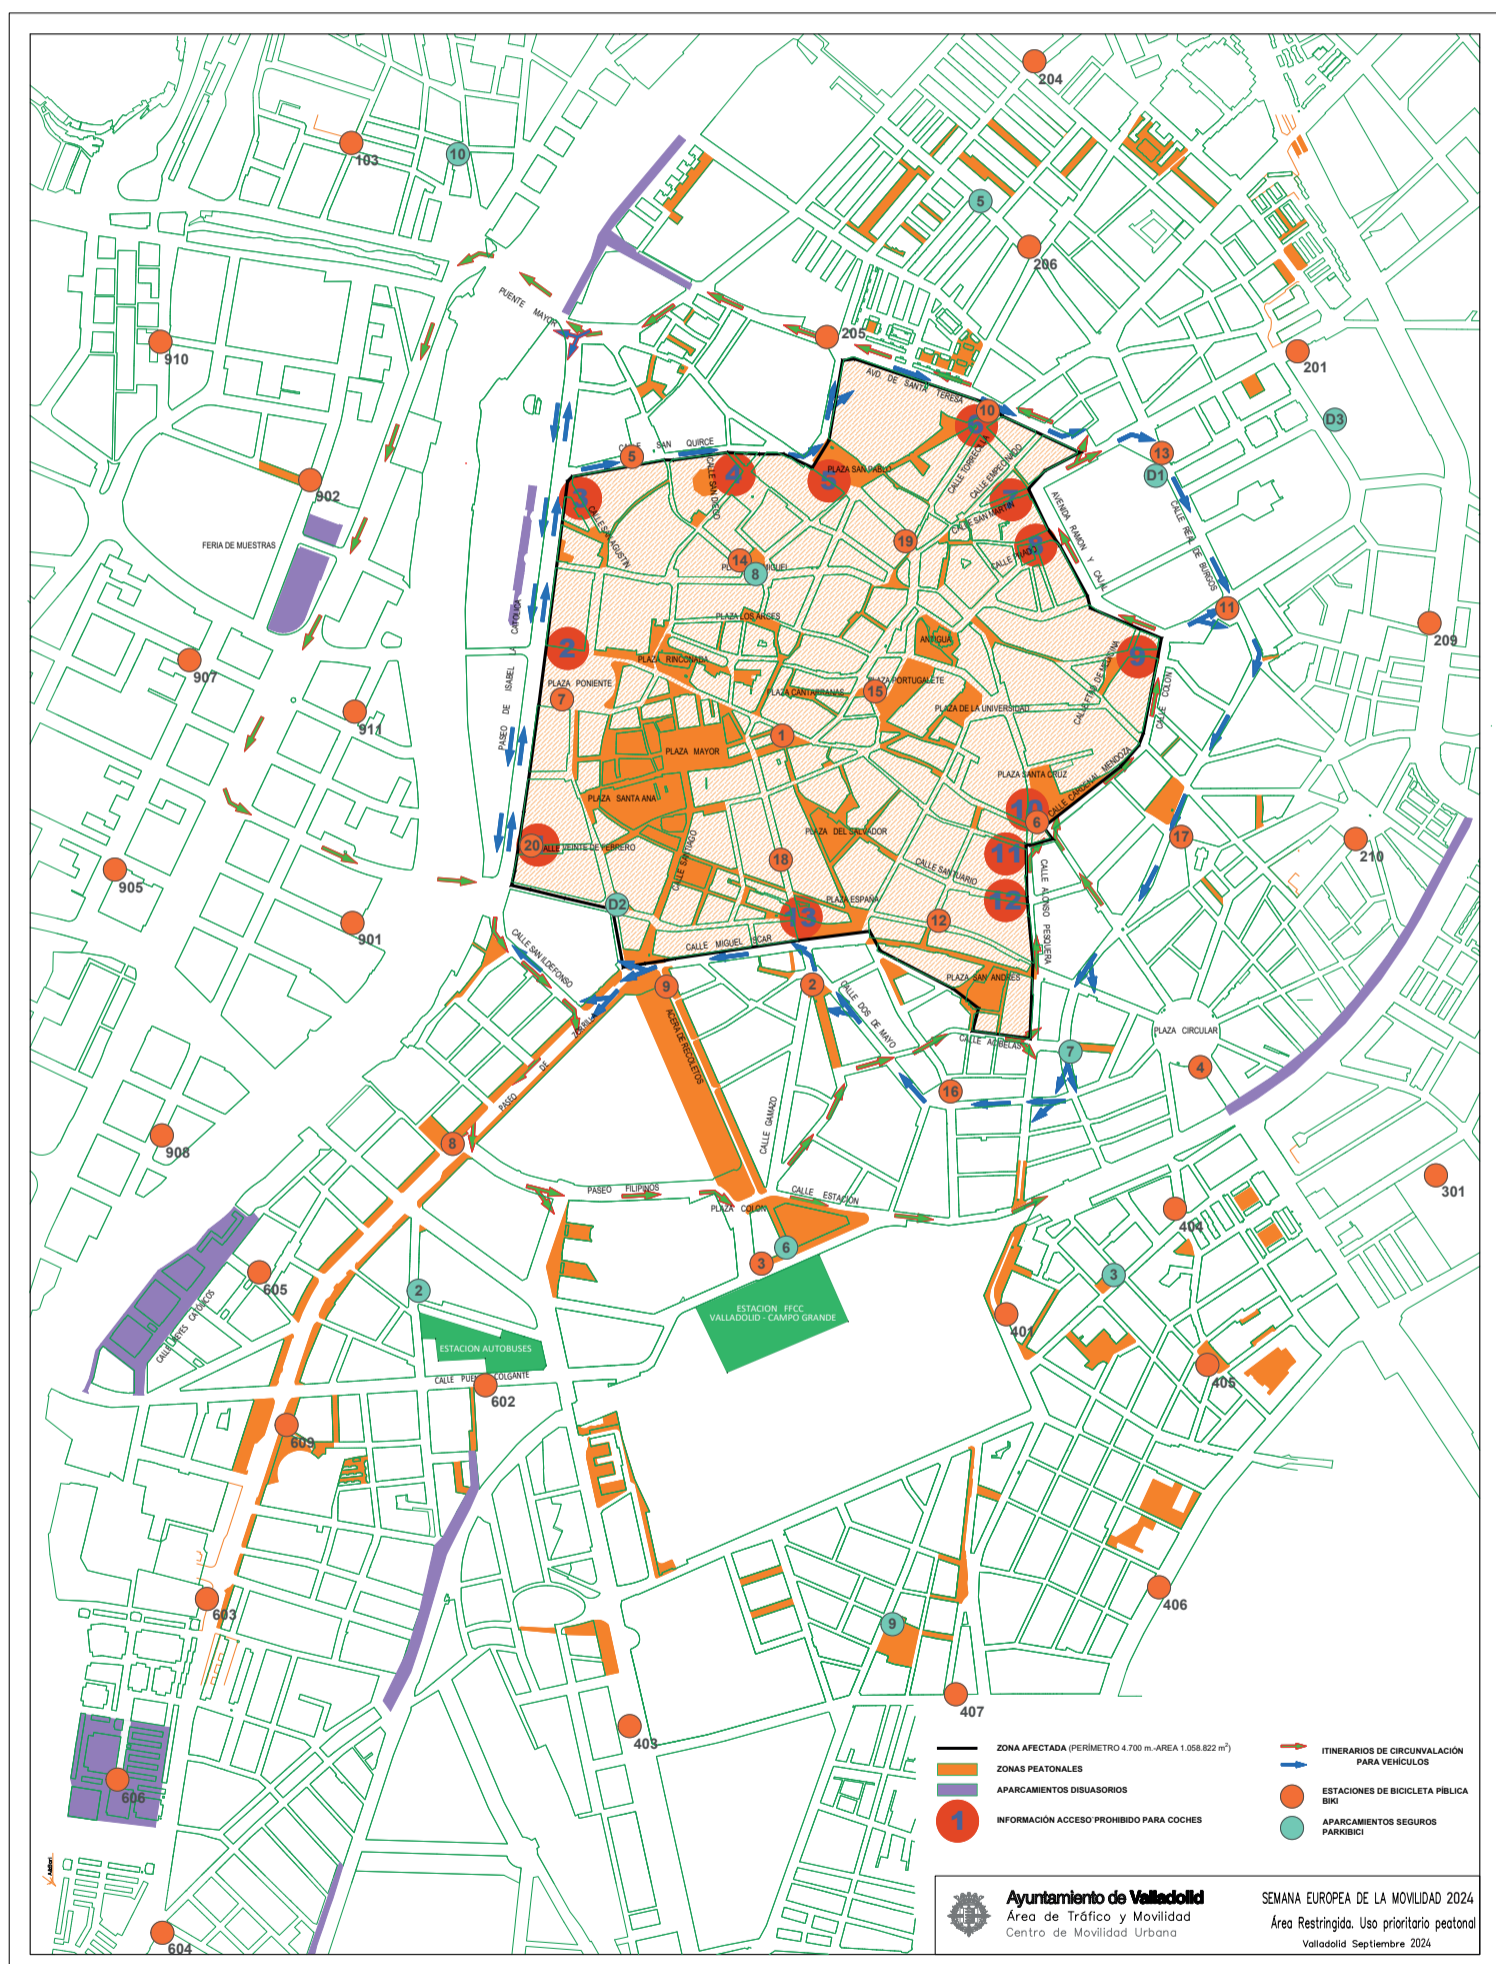 204
103
10
5
206
PUENTE MAYOR
910
205
201
AVD. DE SANTA TERESA
10
6
D3
CALLE SAN QUIRCE
5
13
D1
902
4
CALLE SAN DIEGO
PLAZA SAN PABLO
5
CALLE TORRECILLA
CALLE EMPECINADO
3
CALLE SAN AGUSTIN
7
CALLE SAN MARTIN
AVENIDA RAMON Y CAJAL
CALLE REAL DE BURGOS
FERIA DE MUESTRAS
19
8
CALLE PRADO
14
MIGUEL
8
11
209
PLAZA LOS ARCES
ANTIGUA
PASEO DE ISABEL LA CATOLICA
2
PLAZA RINCONADA
9
907
PLAZA PONIENTE
7
PLAZA CANTARRANAS
15
PLAZA PORTUGALETE
PLAZA DE LA UNIVERSIDAD
CALLE COLON
911
1
PLAZA MAYOR
PLAZA SANTA CRUZ
CALLE CARDENAL MENDOZA
PLAZA SANTA ANA
10
6
PLAZA DEL SALVADOR
17
210
20
CALLE VEINTE DE FEBRERO
CALLE SANTIAGO
18
CALLE SANTUARIO
11
905
D2
PLAZA ESPAÑA
12
CALLE ALONSO PESQUERA
901
13
12
CALLE MIGUEL ISCAR
CALLE SAN ILDEFONSO
PLAZA SAN ANDRES
9
2
CALLE DOS DE MAYO
ACERA DE RECOLETOS
PLAZA CIRCULAR
CALLE ACIBELAS
7
4
PASEO DE ZORRILLA
16
CALLE GAMAZO
908
8
301
PASEO FILIPINOS
CALLE ESTACIÓN
PLAZA COLON
404
6
3
605
2
3
CALLE REYES CATÓLICOS
ESTACION FFCC
VALLADOLID - CAMPO GRANDE
401
ESTACION AUTOBUSES
405
602
609
406
603
9
407
403
606
604
ZONA AFECTADA (PERÍMETRO 4.700 m.-AREA 1.058.822 m²)
ZONAS PEATONALES
APARCAMIENTOS DISUASORIOS
1
INFORMACIÓN ACCESO PROHIBIDO PARA COCHES
ITINERARIOS DE CIRCUNVALACIÓN
PARA VEHÍCULOS
ESTACIONES DE BICICLETA PÍBLICA
BIKI
APARCAMIENTOS SEGUROS
PARKIBICI
Ayuntamiento de Valladolid
Área de Tráfico y Movilidad
Centro de Movilidad Urbana
SEMANA EUROPEA DE LA MOVILIDAD 2024
Área Restringida. Uso prioritario peatonal
Valladolid Septiembre 2024